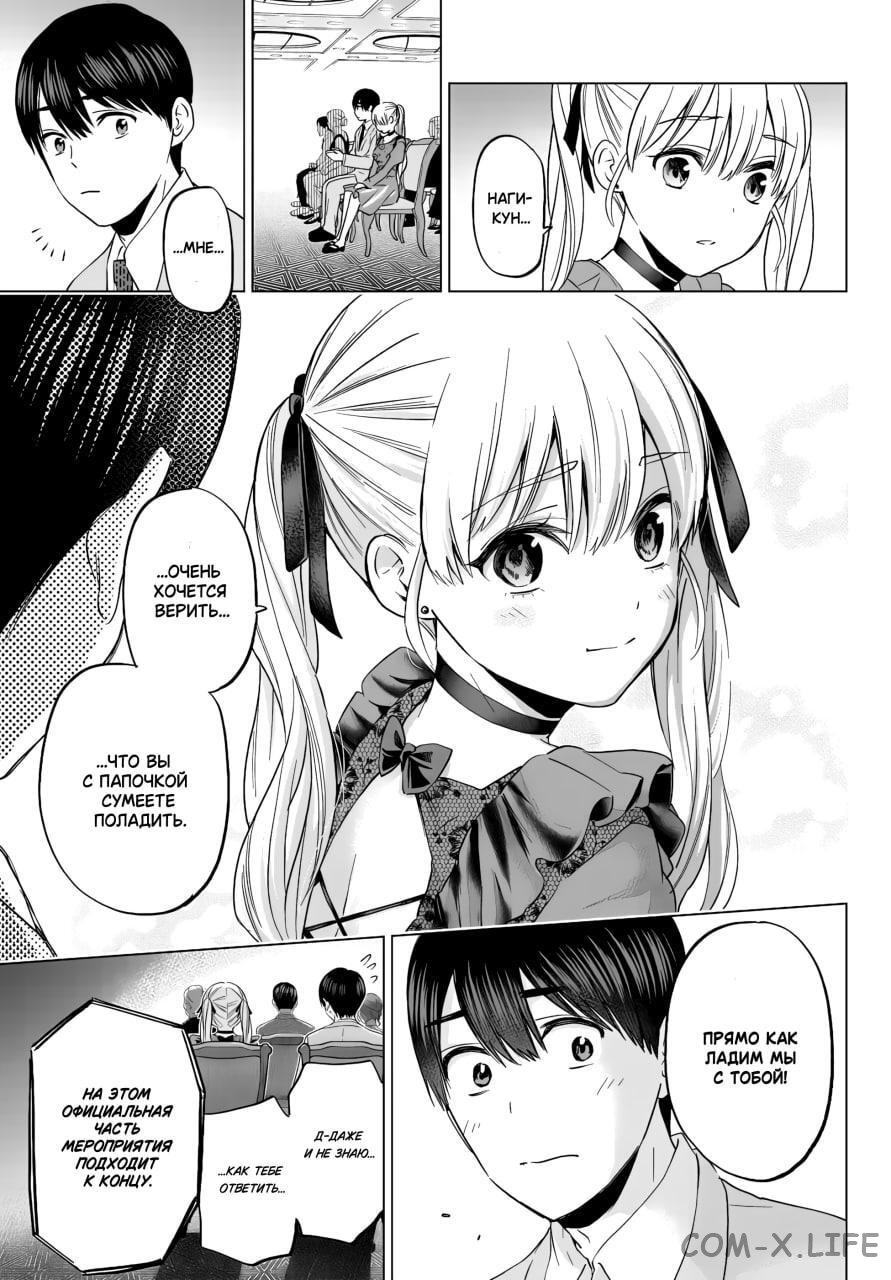 НАГИ-
КУН...
...МНЕ...
...ОЧЕНЬ
ХОЧЕТСЯ
ВЕРИТЬ...
...ЧТО ВЫ
С ПАПОЧКОЙ
СУМЕЕТЕ
ПОЛАДИТЬ.
ПРЯМО КАК
ЛАДИМ МЫ
С ТОБОЙ!
Д-ДАЖЕ
И НЕ ЗНАЮ...
...КАК ТЕБЕ
ОТВЕТИТЬ...
НА ЭТОМ
ОФИЦИАЛЬНАЯ
ЧАСТЬ
МЕРОПРИЯТИЯ
ПОДХОДИТ
К КОНЦУ.
COM-X.LIFE